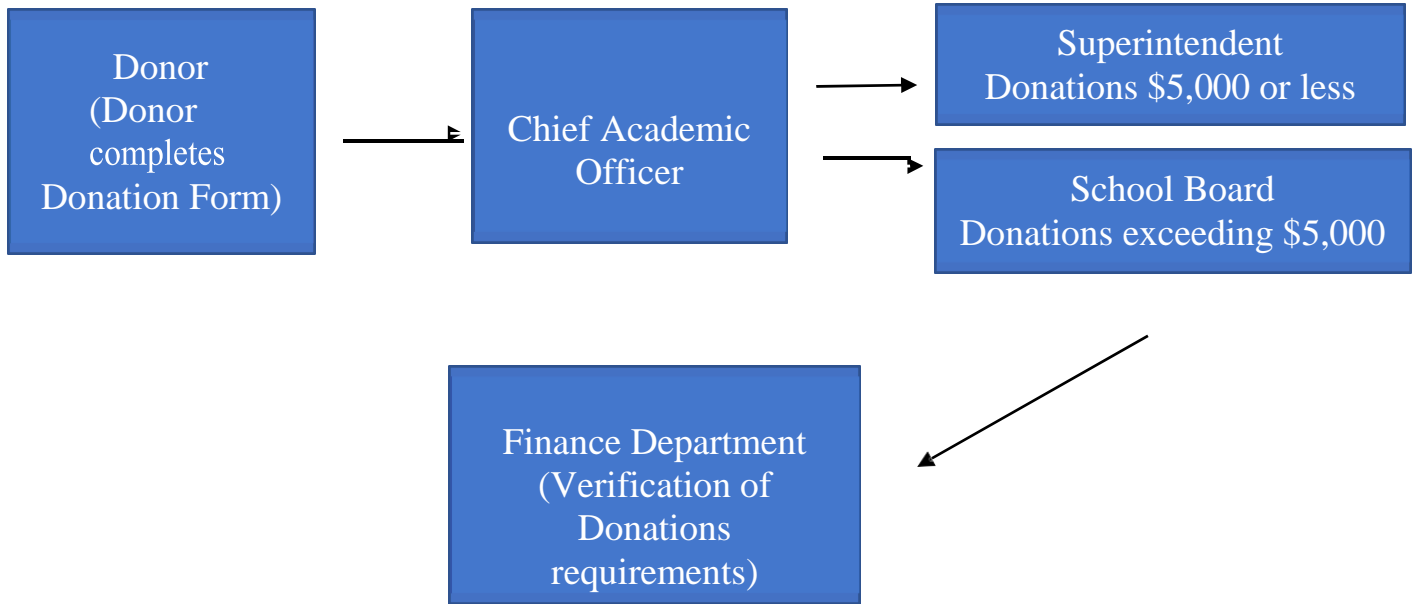 Donor
(Donor
completes
Donation Form)
Chief Academic
Officer
Superintendent
Donations $5,000 or less
School Board
Donations exceeding $5,000
Finance Department
(Verification of
Donations
requirements)